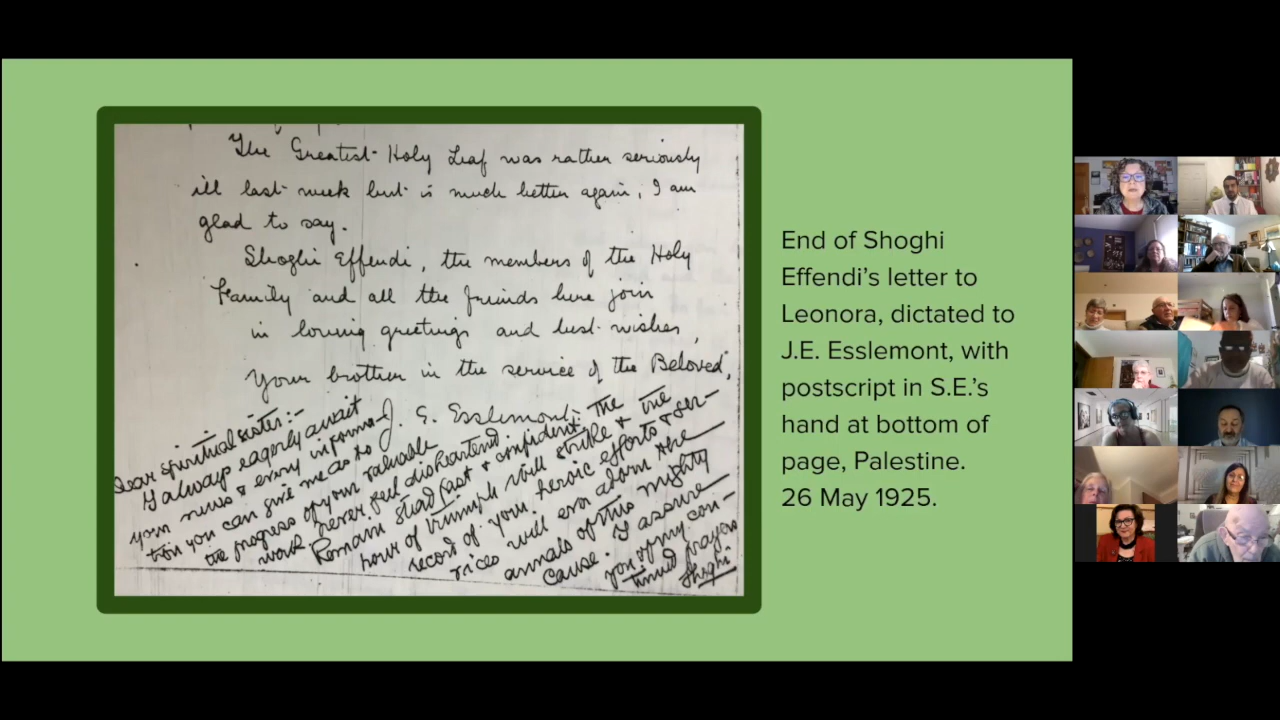 The Greatest Holy Leaf was rather seriously
ill last week but is much better again, I am
glad to say.
Shoghi Effendi, the members of the Holy
Family and all the friends here join
in loving greetings and best wishes,
Your brother in the service of the Beloved,
J. E. Esslemont.
Dear spiritual sister:-
I always eagerly await
your news & every informa-
tion you can give me as to
the progress of your valuable
work. Never feel disheartened.
Remain steadfast & confident. The
hour of triumph will strike & the
record of your heroic efforts & ser-
vices will ever adorn the
annals of this mighty
cause. I assure
you of my con-
tinued prayers
Shoghi
End of Shoghi
Effendi's letter to
Leonora, dictated to
J.E. Esslemont, with
postscript in S.E.'s
hand at bottom of
page, Palestine.
26 May 1925.